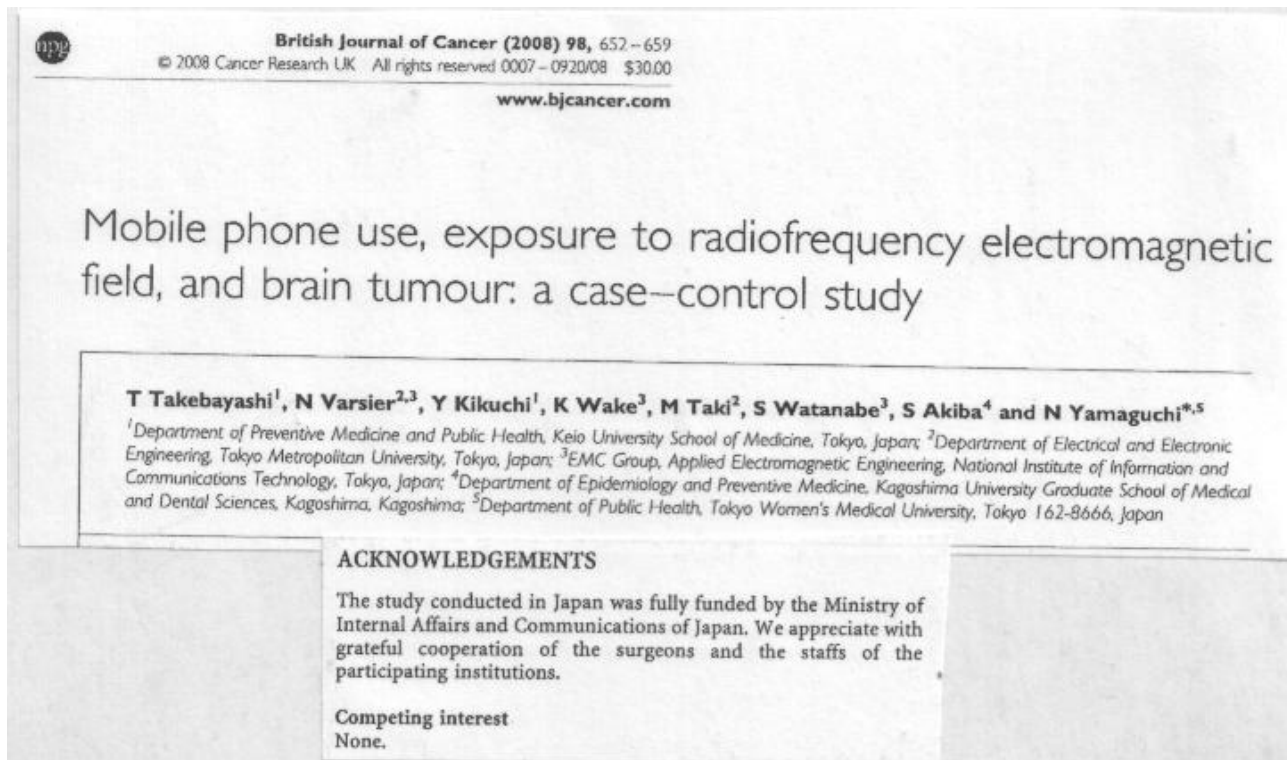 npg
British Journal of Cancer (2008) 98, 652–659
© 2008 Cancer Research UK All rights reserved 0007–0920/08 $30.00
www.bjcancer.com
Mobile phone use, exposure to radiofrequency electromagnetic
field, and brain tumour: a case–control study
T Takebayashi¹, N Varsier²,³, Y Kikuchi¹, K Wake³, M Taki², S Watanabe³, S Akiba⁴ and N Yamaguchi*,⁵
¹Department of Preventive Medicine and Public Health, Keio University School of Medicine, Tokyo, Japan; ²Department of Electrical and Electronic
Engineering, Tokyo Metropolitan University, Tokyo, Japan; ³EMC Group, Applied Electromagnetic Engineering, National Institute of Information and
Communications Technology, Tokyo, Japan; ⁴Department of Epidemiology and Preventive Medicine, Kagoshima University Graduate School of Medical
and Dental Sciences, Kagoshima, Kagoshima; ⁵Department of Public Health, Tokyo Women's Medical University, Tokyo 162-8666, Japan
ACKNOWLEDGEMENTS
The study conducted in Japan was fully funded by the Ministry of
Internal Affairs and Communications of Japan. We appreciate with
grateful cooperation of the surgeons and the staffs of the
participating institutions.
Competing interest
None.